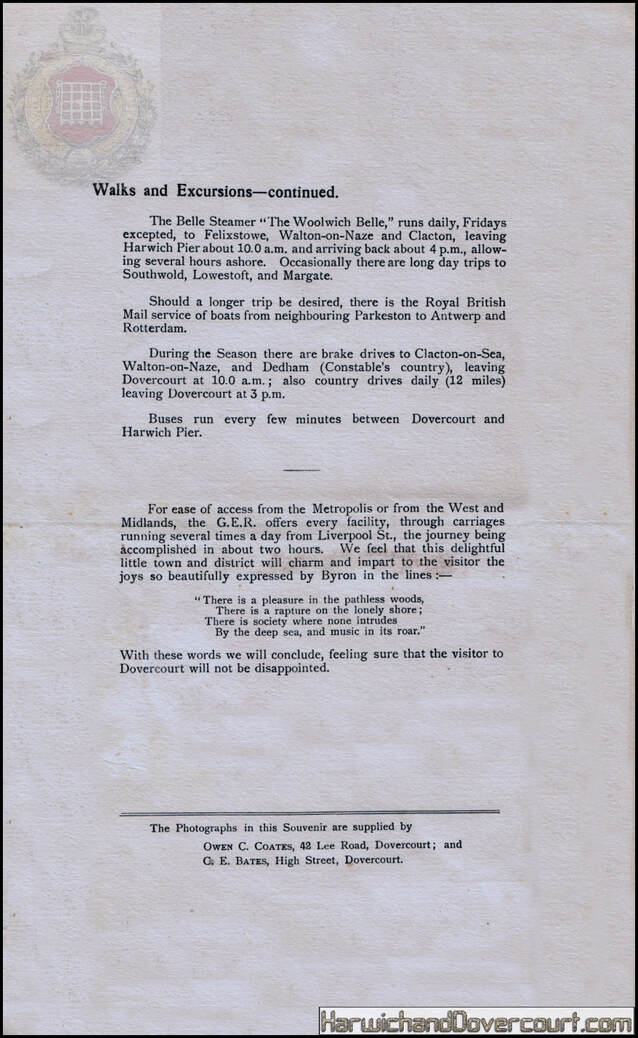 Walks and Excursions—continued.
The Belle Steamer "The Woolwich Belle," runs daily, Fridays
excepted, to Felixstowe, Walton-on-Naze and Clacton, leaving
Harwich Pier about 10.0 a.m. and arriving back about 4 p.m., allow-
ing several hours ashore. Occasionally there are long day trips to
Southwold, Lowestoft, and Margate.
Should a longer trip be desired, there is the Royal British
Mail service of boats from neighbouring Parkeston to Antwerp and
Rotterdam.
During the Season there are brake drives to Clacton-on-Sea,
Walton-on-Naze, and Dedham (Constable's country), leaving
Dovercourt at 10.0 a.m.; also country drives daily (12 miles)
leaving Dovercourt at 3 p.m.
Buses run every few minutes between Dovercourt and
Harwich Pier.
For ease of access from the Metropolis or from the West and
Midlands, the G.E.R. offers every facility, through carriages
running several times a day from Liverpool St., the journey being
accomplished in about two hours. We feel that this delightful
little town and district will charm and impart to the visitor the
joys so beautifully expressed by Byron in the lines :—
"There is a pleasure in the pathless woods,
There is a rapture on the lonely shore;
There is society where none intrudes
By the deep sea, and music in its roar."
With these words we will conclude, feeling sure that the visitor to
Dovercourt will not be disappointed.
The Photographs in this Souvenir are supplied by
OWEN C. COATES, 42 Lee Road, Dovercourt; and
C. E. BATES, High Street, Dovercourt.
HarwichandDovercourt.com